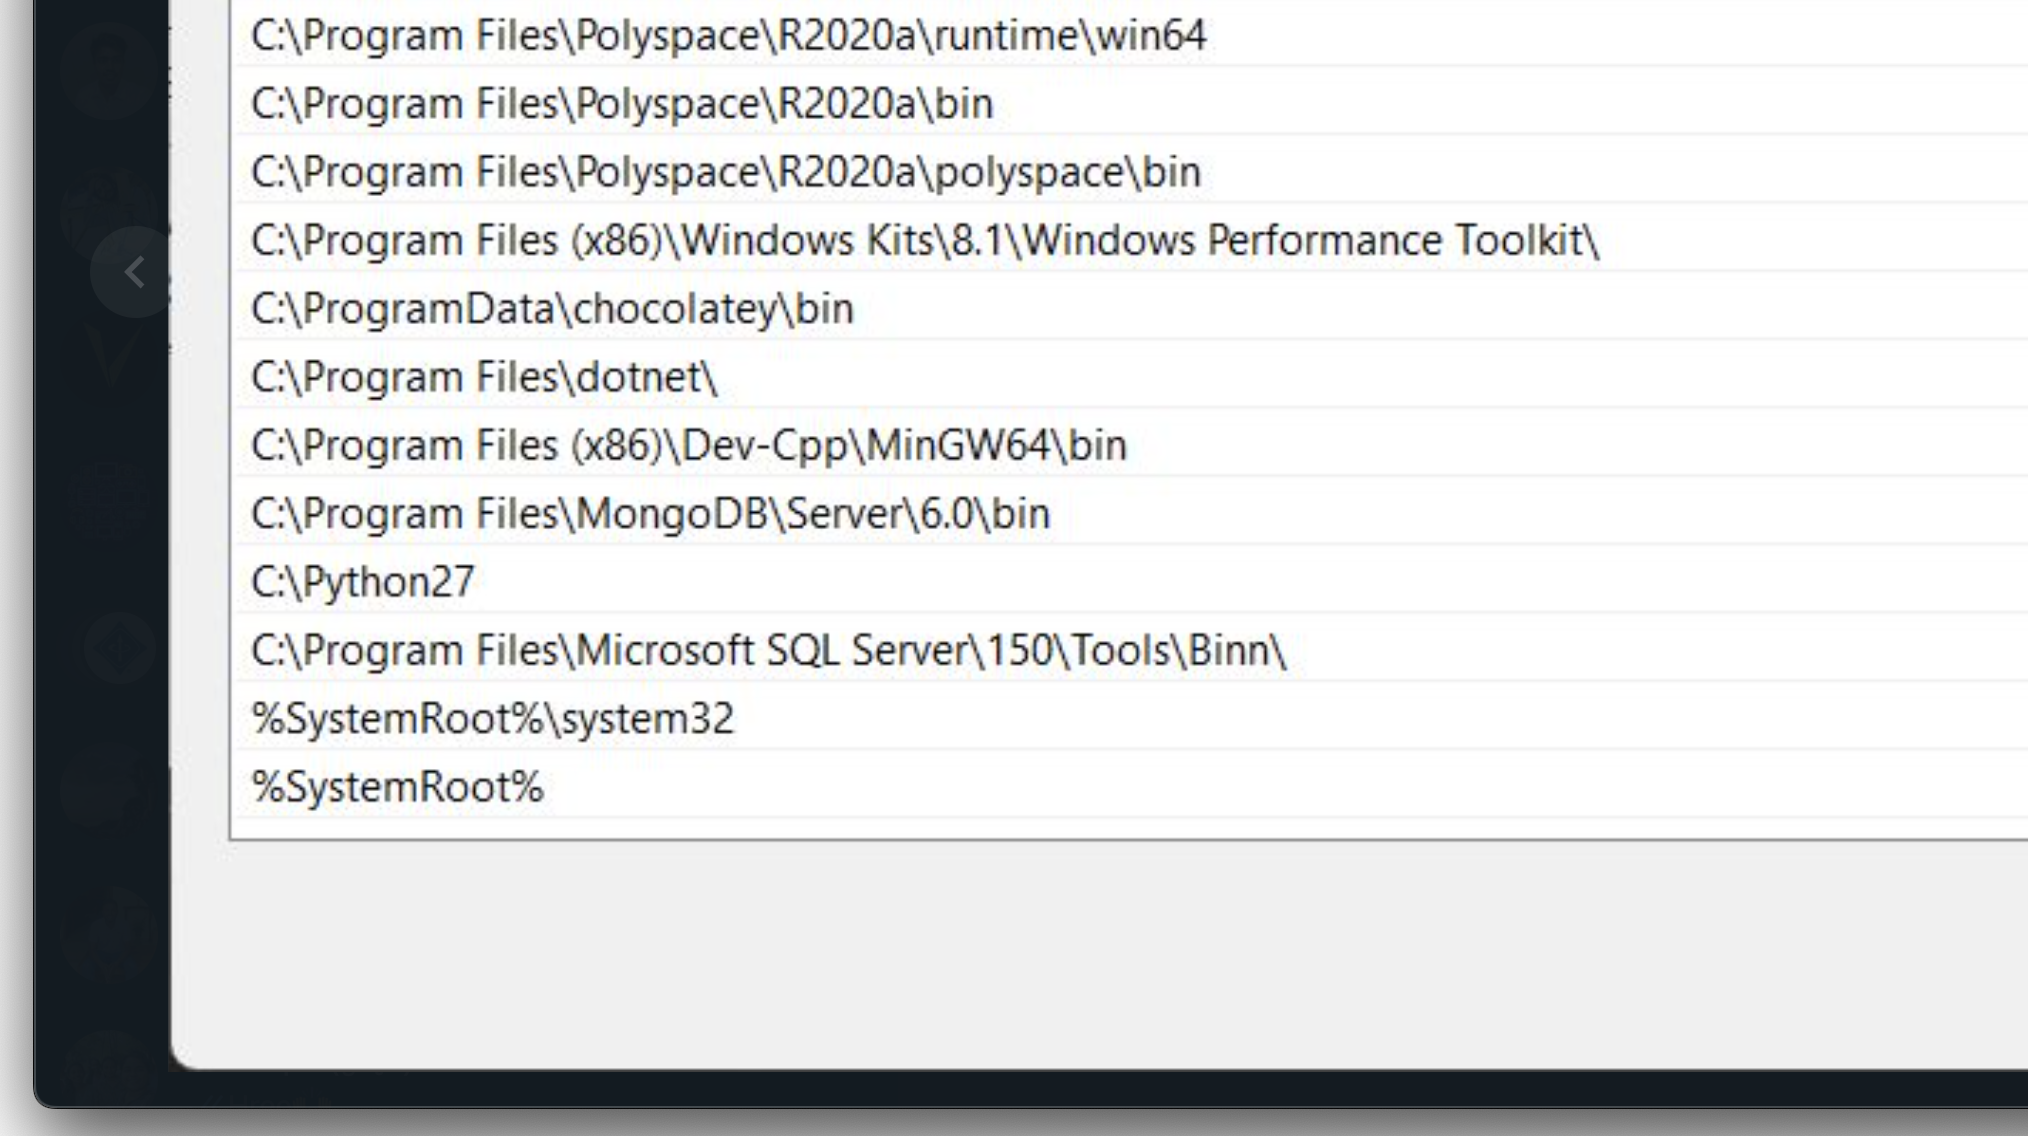 C:\Program Files\Polyspace\R2020a\runtime\win64
C:\Program Files\Polyspace\R2020a\bin
C:\Program Files\Polyspace\R2020a\polyspace\bin
C:\Program Files (x86)\Windows Kits\8.1\Windows Performance Toolkit\
C:\ProgramData\chocolatey\bin
C:\Program Files\dotnet\
C:\Program Files (x86)\Dev-Cpp\MinGW64\bin
C:\Program Files\MongoDB\Server\6.0\bin
C:\Python27
C:\Program Files\Microsoft SQL Server\150\Tools\Binn\
%SystemRoot%\system32
%SystemRoot%